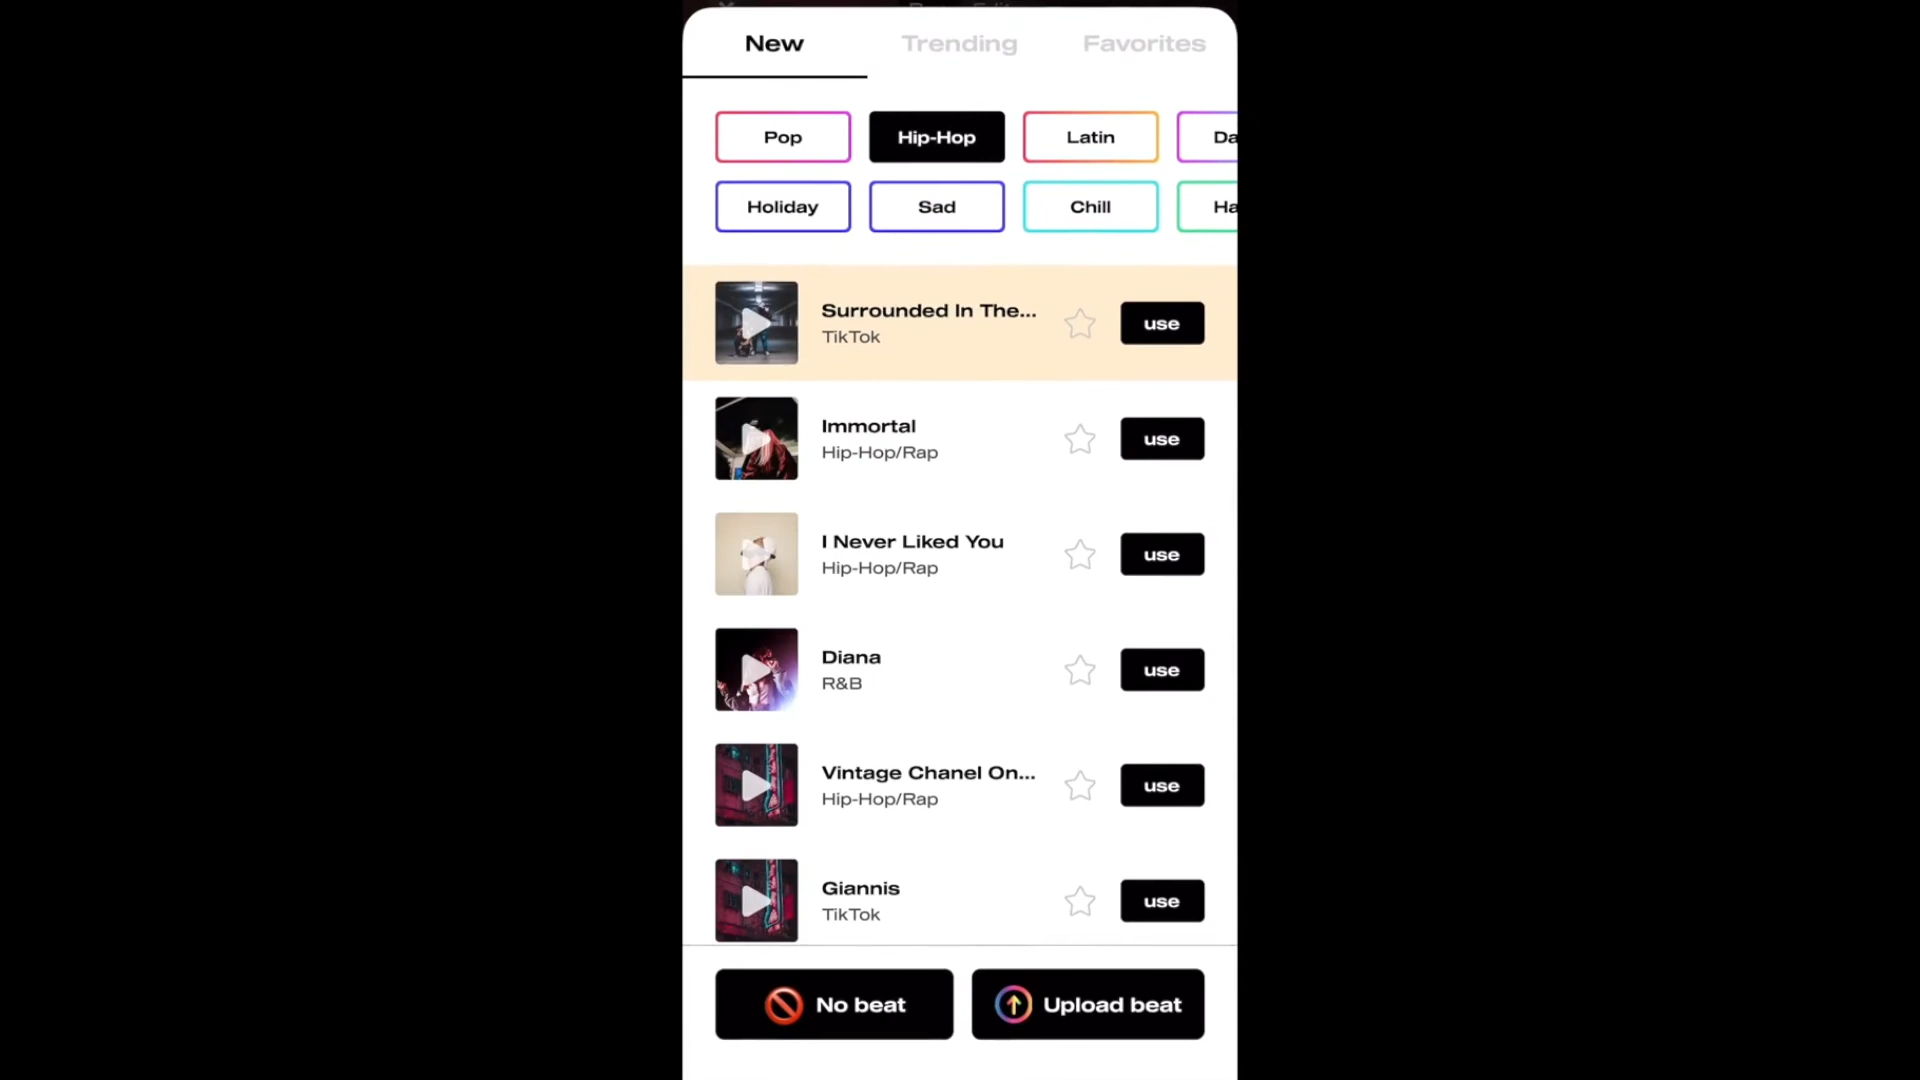 New Trending Favorites
Pop Hip-Hop Latin Da
Holiday Sad Chill Ha
Surrounded In The...
TikTok
use
Immortal
Hip-Hop/Rap
use
I Never Liked You
Hip-Hop/Rap
use
Diana
R&B
use
Vintage Chanel On...
Hip-Hop/Rap
use
Giannis
TikTok
use
No beat Upload beat